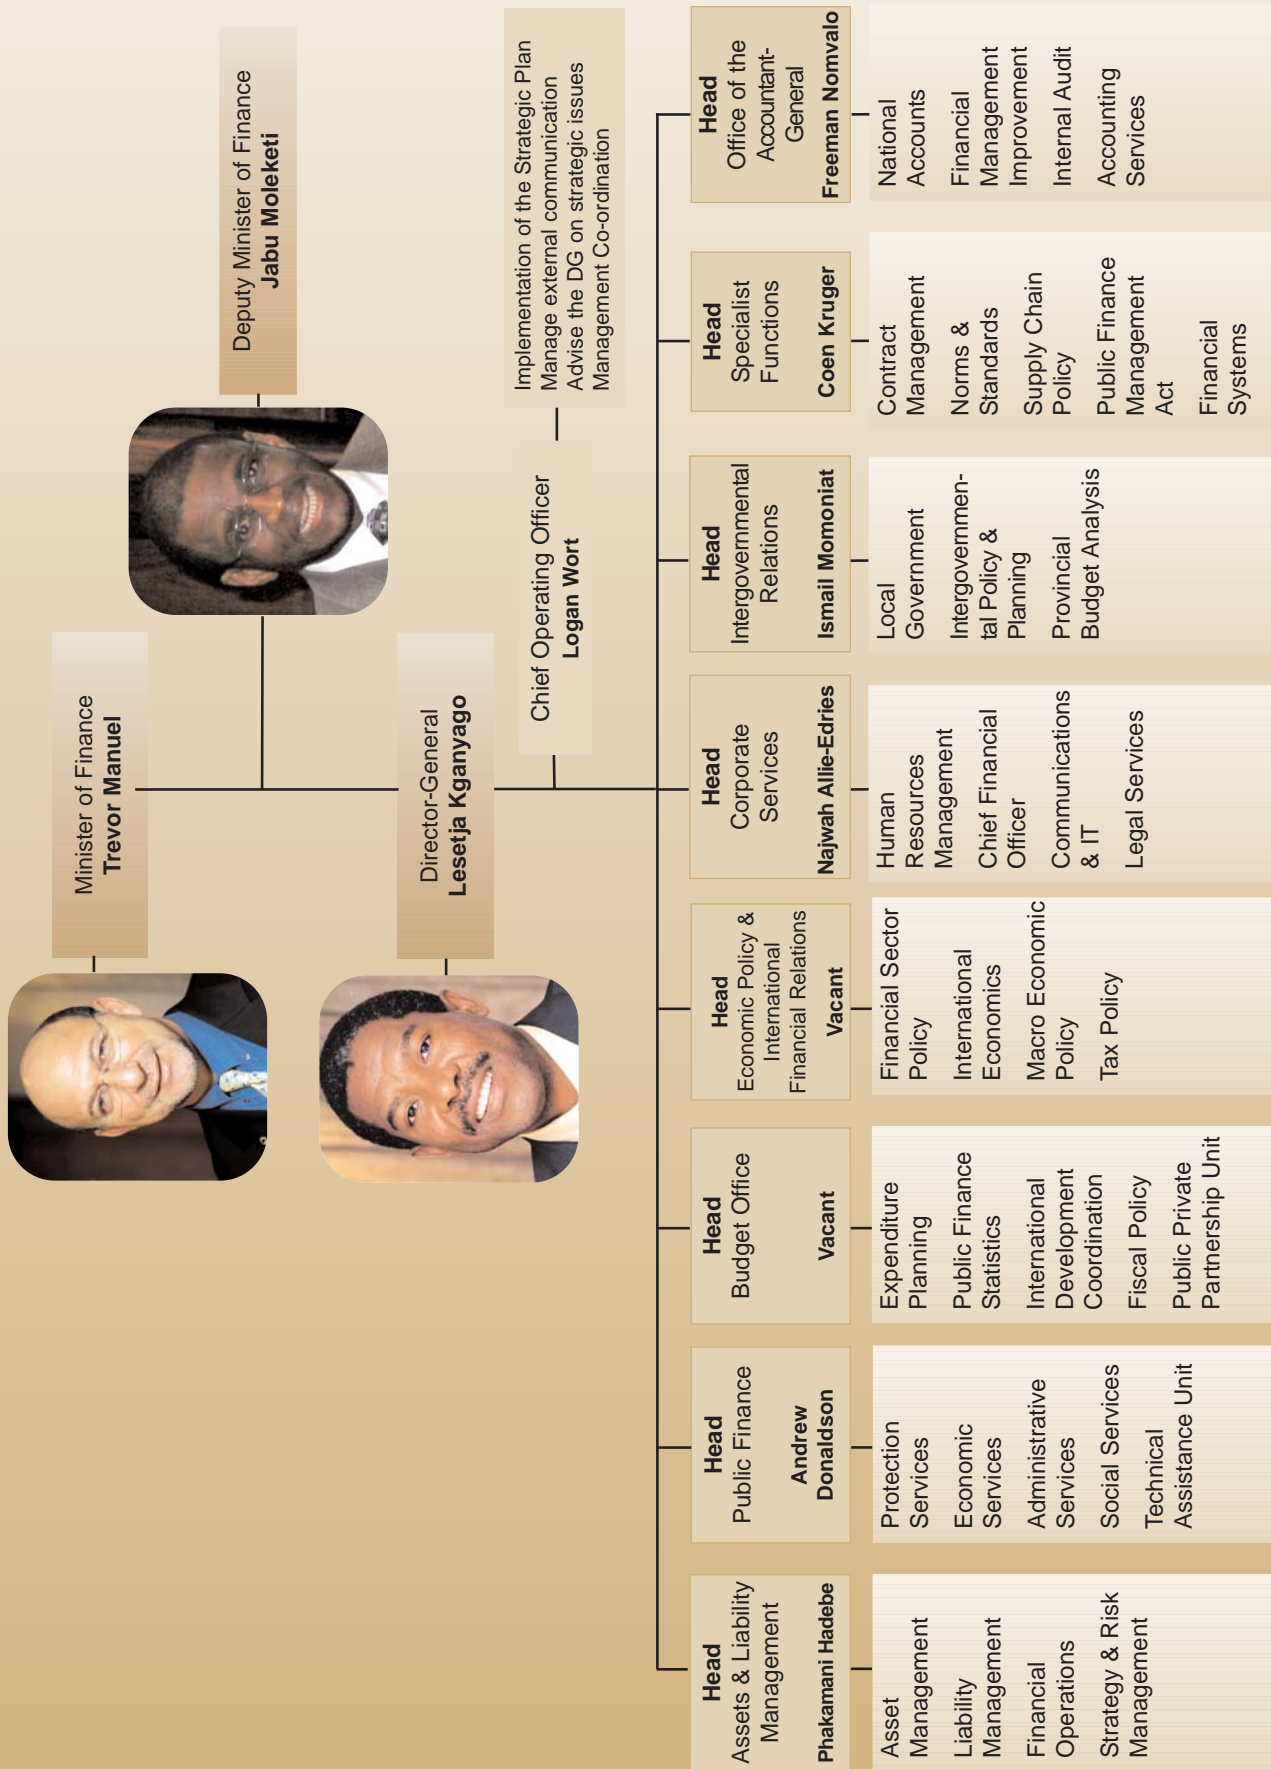 Minister of Finance
Trevor Manuel
Deputy Minister of Finance
Jabu Moleketi
Director-General
Lesetja Kganyago
Chief Operating Officer
Logan Wort
Implementation of the Strategic Plan
Manage external communication
Advise the DG on strategic issues
Management Co-ordination
Head
Assets & Liability
Management
Phakamani Hadebe
Asset
Management
Liability
Management
Financial
Operations
Strategy & Risk
Management
Head
Public Finance
Andrew
Donaldson
Protection
Services
Economic
Services
Administrative
Services
Social Services
Technical
Assistance Unit
Head
Budget Office
Vacant
Expenditure
Planning
Public Finance
Statistics
International
Development
Coordination
Fiscal Policy
Public Private
Partnership Unit
Head
Economic Policy &
International
Financial Relations
Vacant
Financial Sector
Policy
International
Economics
Macro Economic
Policy
Tax Policy
Head
Corporate
Services
Najwah Allie-Edries
Human
Resources
Management
Chief Financial
Officer
Communications
& IT
Legal Services
Head
Intergovernmental
Relations
Ismail Momoniat
Local
Government
Intergovernmen-
tal Policy &
Planning
Provincial
Budget Analysis
Head
Specialist
Functions
Coen Kruger
Contract
Management
Norms &
Standards
Supply Chain
Policy
Public Finance
Management
Act
Financial
Systems
Head
Office of the
Accountant-
General
Freeman Nomvalo
National
Accounts
Financial
Management
Improvement
Internal Audit
Accounting
Services